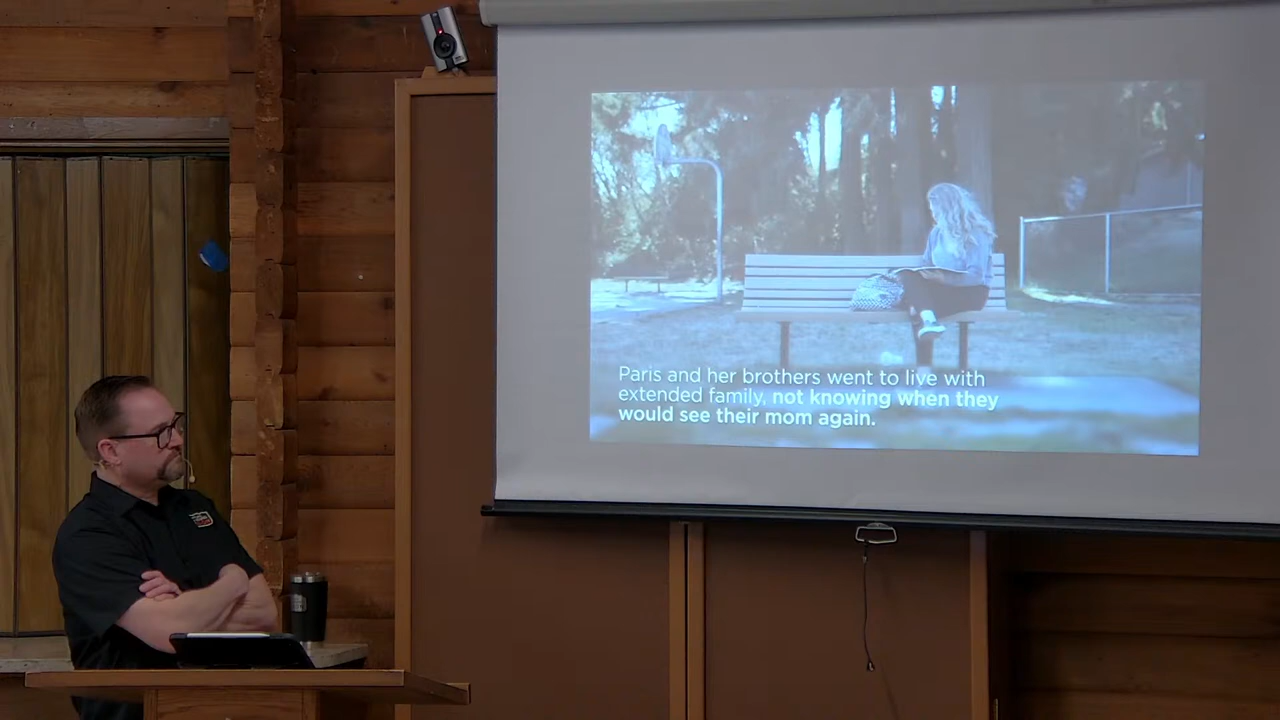 Paris and her brothers went to live with
extended family, not knowing when they
would see their mom again.